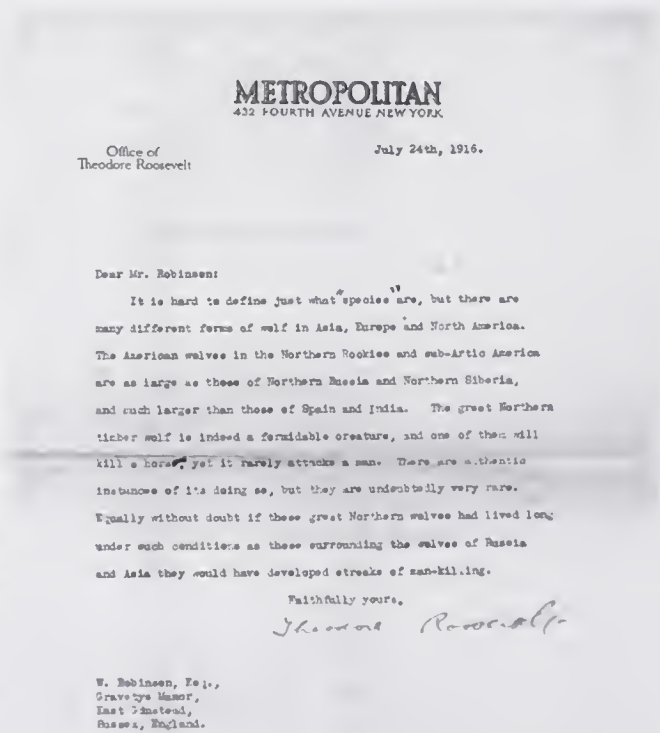 METROPOLITAN
432 FOURTH AVENUE NEW YORK
Office of
Theodore Roosevelt
July 24th, 1916.
Dear Mr. Robinson:
It is hard to define just what "species" are, but there are
many different forms of wolf in Asia, Europe and North America.
The American wolves in the Northern Rockies and sub-Artic America
are as large as those of Northern Russia and Northern Siberia,
and much larger than those of Spain and India. The great Northern
timber wolf is indeed a formidable creature, and one of them will
kill a horse, yet it rarely attacks a man. There are authentic
instances of its doing so, but they are undoubtedly very rare.
Equally without doubt if these great Northern wolves had lived long
under such conditions as those surrounding the wolves of Russia
and Asia they would have developed streaks of man-killing.
Faithfully yours,
Theodore Roosevelt
W. Robinson, Esq.,
Gravetye Manor,
East Grinstead,
Sussex, England.